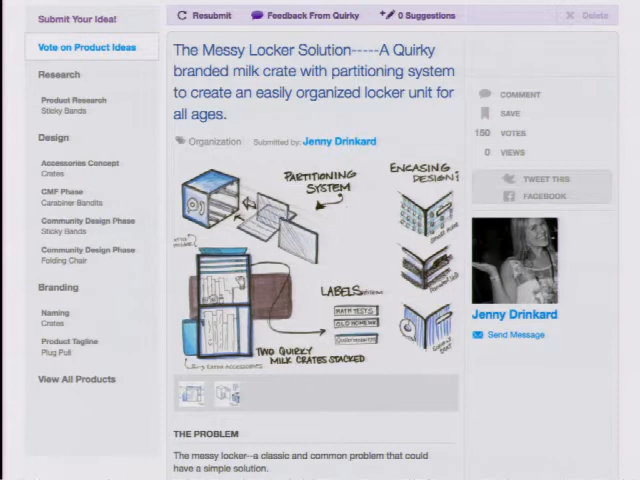 Submit Your Idea!
Vote on Product Ideas
Research
Product Research
Sticky Bands
Design
Accessories Concept
Crates
CMF Phase
Carabiner Bandits
Community Design Phase
Sticky Bands
Community Design Phase
Folding Chair
Branding
Naming
Crates
Product Tagline
Plug Pull
View All Products
Resubmit
Feedback From Quirky
0 Suggestions
Delete
The Messy Locker Solution-----A Quirky
branded milk crate with partitioning system
to create an easily organized locker unit for
all ages.
Organization
Submitted by: Jenny Drinkard
PARTITIONING
SYSTEM
ENCASING
DESIGN?
LABELS
MATH TESTS
OLD HOMEWK
TWO QUIRKY
MILK CRATES STACKED
THE PROBLEM
The messy locker--a classic and common problem that could
have a simple solution.
COMMENT
SAVE
150 VOTES
0 VIEWS
TWEET THIS
FACEBOOK
Jenny Drinkard
Send Message